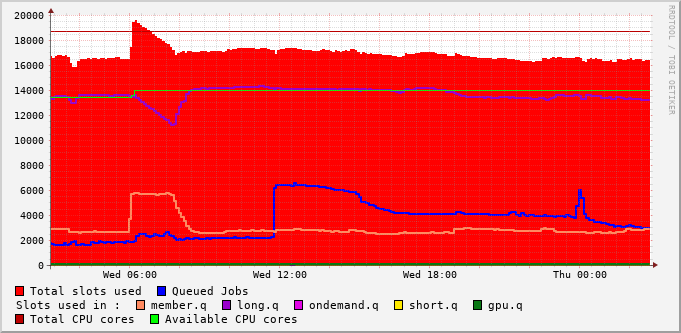 20000
18000
16000
14000
12000
10000
8000
6000
4000
2000
0
Wed 06:00 Wed 12:00 Wed 18:00 Thu 00:00
Total slots used Queued Jobs
Slots used in : member.q long.q ondemand.q short.q gpu.q
Total CPU cores Available CPU cores
RRDTOOL / TOBI OETIKER